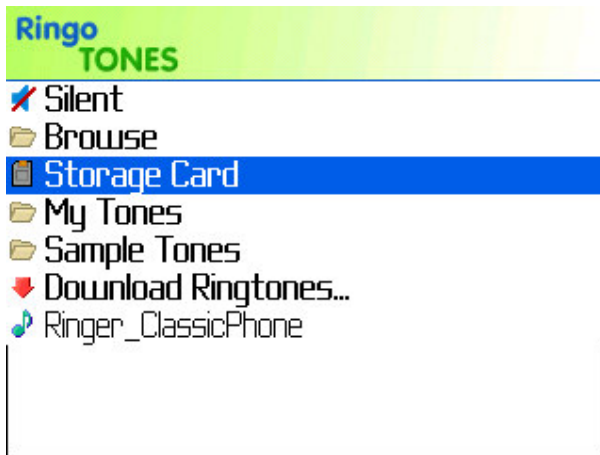 Ringo
TONES
Silent
Browse
Storage Card
My Tones
Sample Tones
Download Ringtones...
Ringer_ClassicPhone